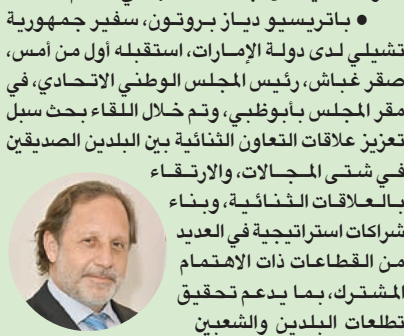 ● باتريسيو دياز بروتون، سفير جمهورية
تشيلي لدى دولة الإمارات، استقبله أول من أمس،
صقر غباش، رئيس المجلس الوطني الاتحادي، في
مقر المجلس بأبوظبي، وتم خلال اللقاء بحث سبل
تعزيز علاقات التعاون الثنائية بين البلدين الصديقين
في شتى المجالات، والارتقاء
بالعلاقات الثنائية، وبناء
شراكات استراتيجية في العديد
من القطاعات ذات الاهتمام
المشترك، بما يدعم تحقيق
تطلعات البلدين والشعبين